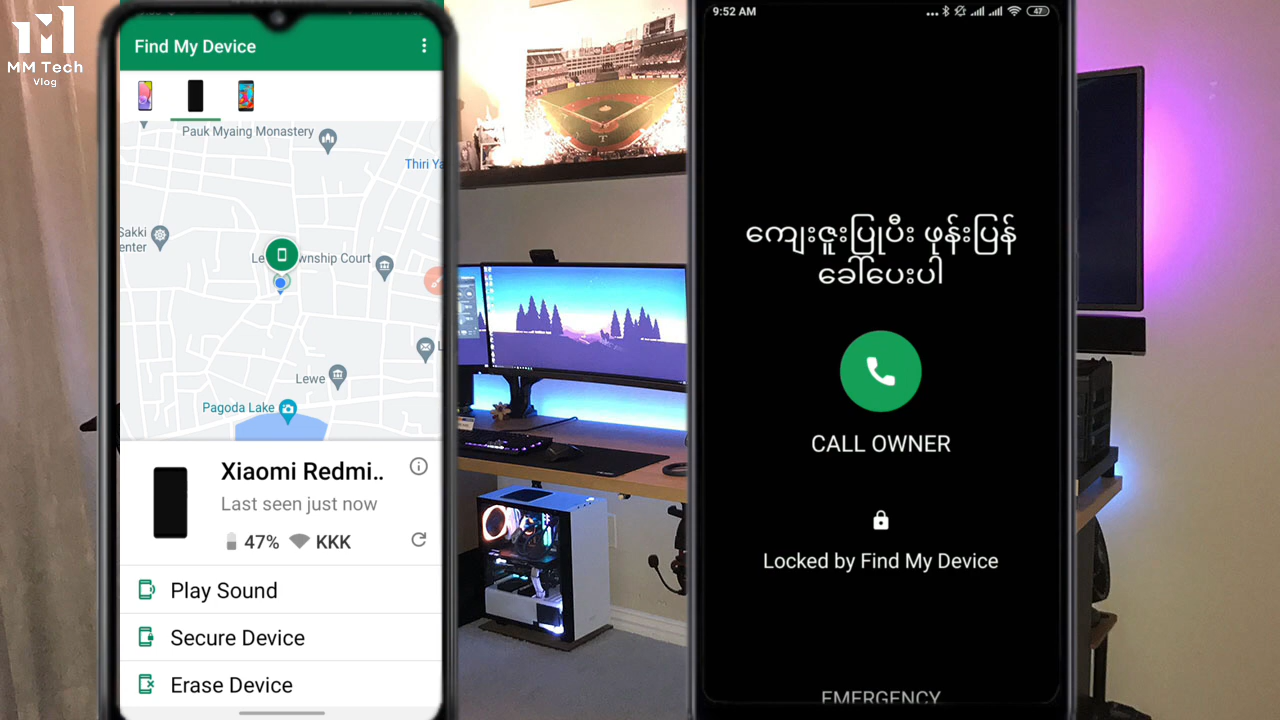 MM Tech
Vlog
Find My Device
Pauk Myaing Monastery
Thiri Ya
Sakki
enter
Le wnship Court
Lewe
Pagoda Lake
Xiaomi Redmi..
Last seen just now
47% KKK
Play Sound
Secure Device
Erase Device
9:52 AM
47
ကျေးဇူးပြုပီး ဖုန်းပြန်
ခေါ်ပေးပါ
CALL OWNER
Locked by Find My Device
EMERGENCY